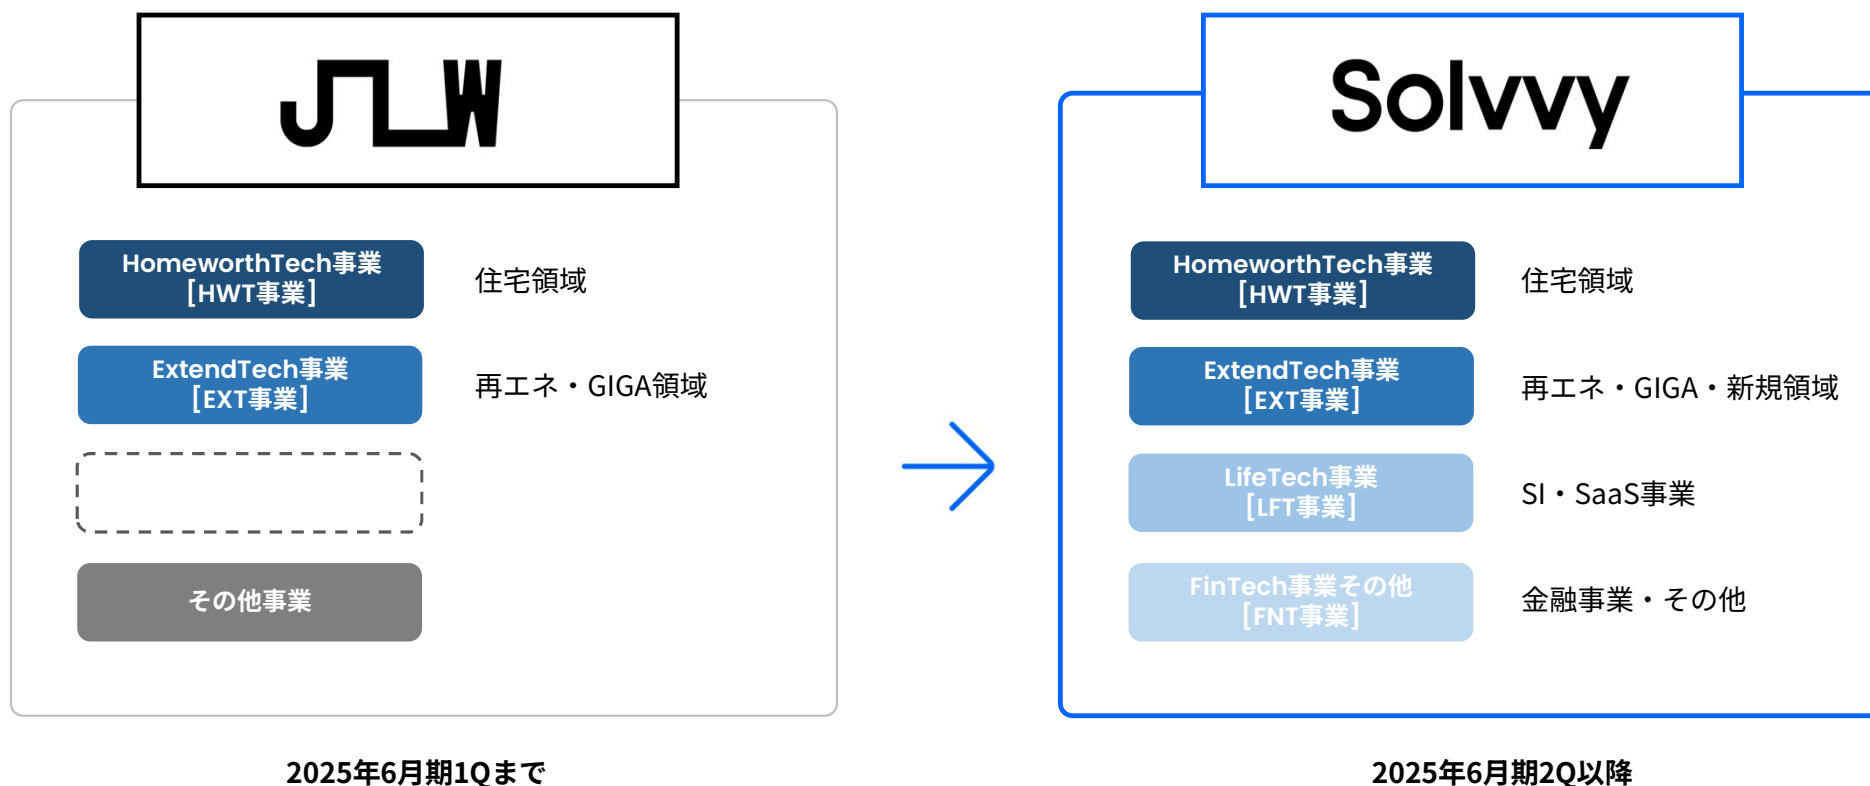 JLW
HomeworthTech事業
[HWT事業]
住宅領域
ExtendTech事業
[EXT事業]
再エネ・GIGA領域
その他事業
2025年6月期1Qまで
Solvvy
HomeworthTech事業
[HWT事業]
住宅領域
ExtendTech事業
[EXT事業]
再エネ・GIGA・新規領域
LifeTech事業
[LFT事業]
SI・SaaS事業
FinTech事業その他
[FNT事業]
金融事業・その他
2025年6月期2Q以降